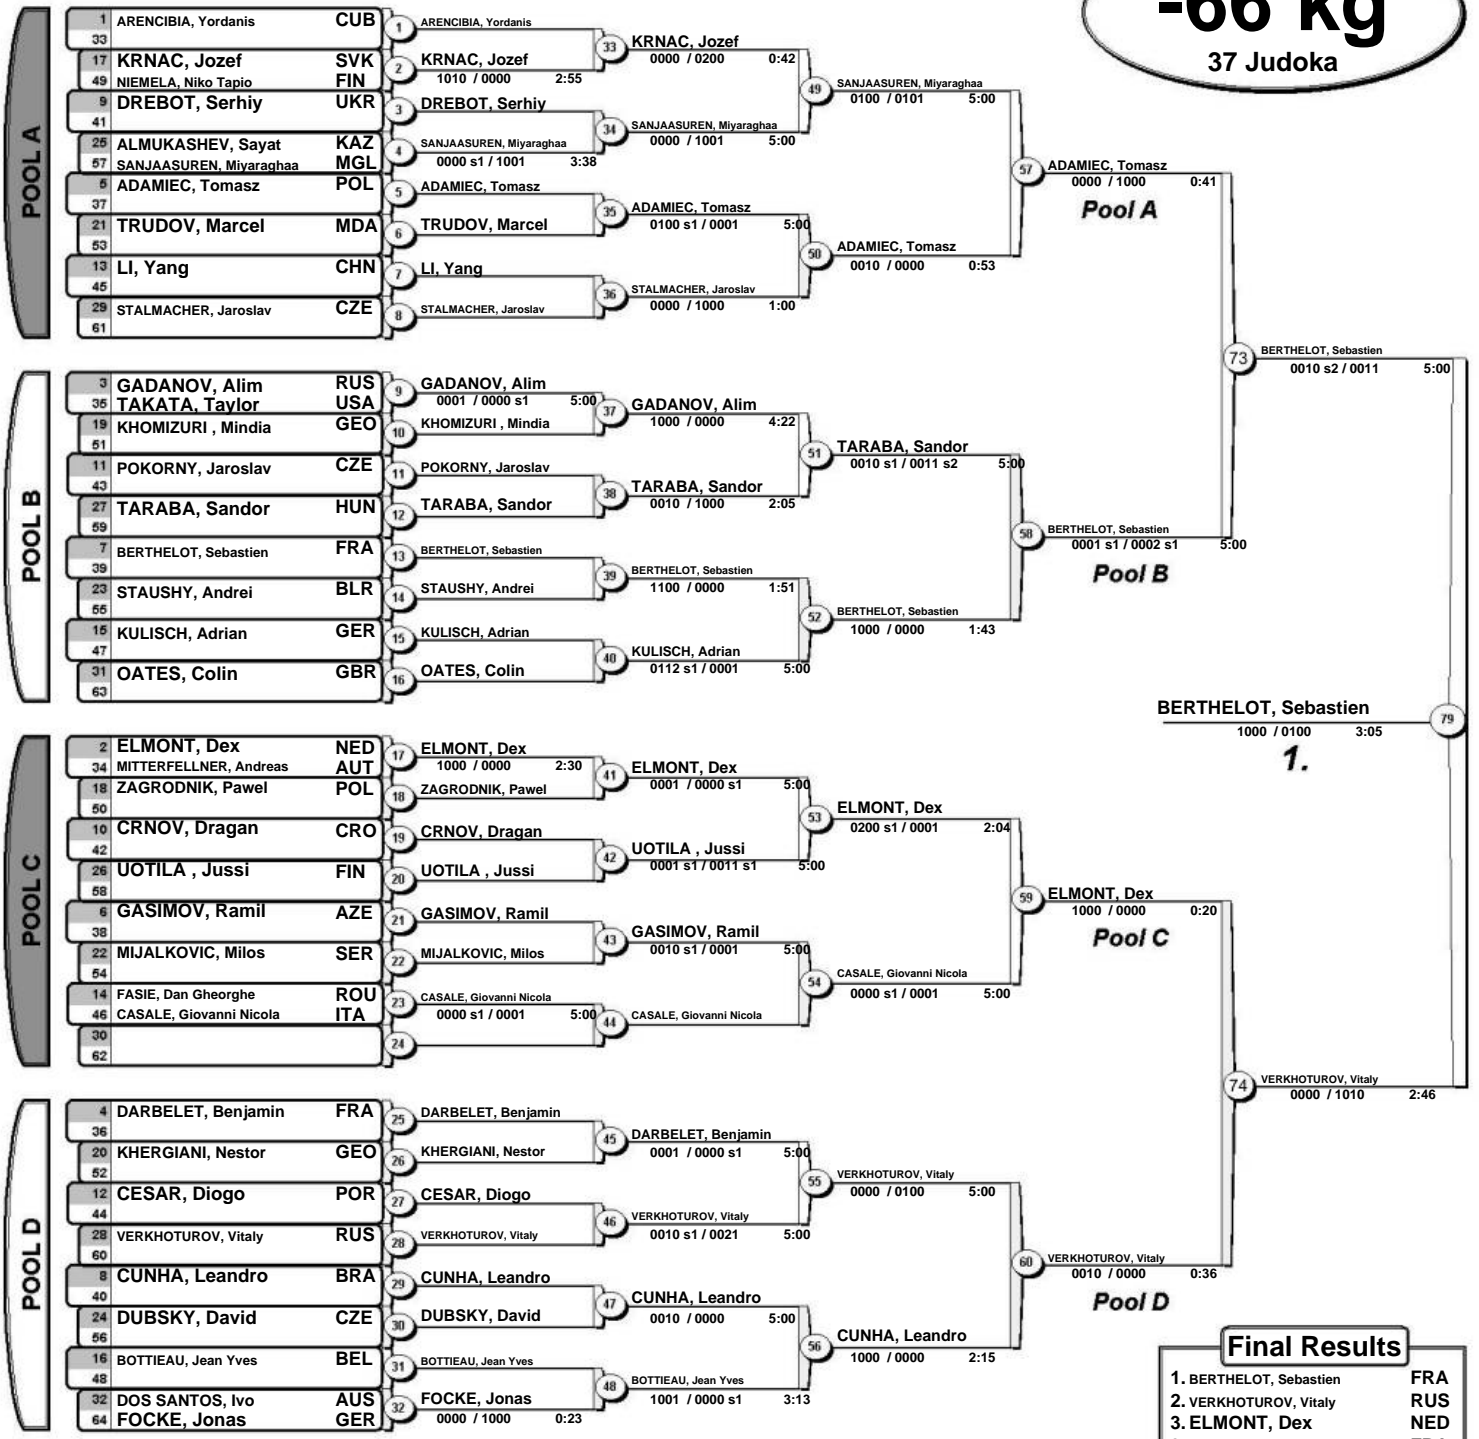 -66 kg
37 Judoka
POOL A
1 ARENCIBIA, Yordanis CUB
33
17 KRNAC, Jozef SVK
49 NIEMELA, Niko Tapio FIN
9 DREBOT, Serhiy UKR
41
25 ALMUKASHEV, Sayat KAZ
57 SANJAASUREN, Miyaraghaa MGL
5 ADAMIEC, Tomasz POL
37
21 TRUDOV, Marcel MDA
53
13 LI, Yang CHN
45
29 STALMACHER, Jaroslav CZE
61
1 ARENCIBIA, Yordanis
2 KRNAC, Jozef
1010 / 0000 2:55
3 DREBOT, Serhiy
4 SANJAASUREN, Miyaraghaa
0000 s1 / 1001 3:38
5 ADAMIEC, Tomasz
6 TRUDOV, Marcel
7 LI, Yang
8 STALMACHER, Jaroslav
33 KRNAC, Jozef
0000 / 0200 0:42
34 SANJAASUREN, Miyaraghaa
0000 / 1001 5:00
35 ADAMIEC, Tomasz
0100 s1 / 0001 5:00
36 STALMACHER, Jaroslav
0000 / 1000 1:00
49 SANJAASUREN, Miyaraghaa
0100 / 0101 5:00
50 ADAMIEC, Tomasz
0010 / 0000 0:53
57 ADAMIEC, Tomasz
0000 / 1000 0:41
Pool A
POOL B
3 GADANOV, Alim RUS
35 TAKATA, Taylor USA
19 KHOMIZURI , Mindia GEO
51
11 POKORNY, Jaroslav CZE
43
27 TARABA, Sandor HUN
59
7 BERTHELOT, Sebastien FRA
39
23 STAUSHY, Andrei BLR
55
15 KULISCH, Adrian GER
47
31 OATES, Colin GBR
63
9 GADANOV, Alim
0001 / 0000 s1 5:00
10 KHOMIZURI , Mindia
11 POKORNY, Jaroslav
12 TARABA, Sandor
13 BERTHELOT, Sebastien
14 STAUSHY, Andrei
15 KULISCH, Adrian
16 OATES, Colin
37 GADANOV, Alim
1000 / 0000 4:22
38 TARABA, Sandor
0010 / 1000 2:05
39 BERTHELOT, Sebastien
1100 / 0000 1:51
40 KULISCH, Adrian
0112 s1 / 0001 5:00
51 TARABA, Sandor
0010 s1 / 0011 s2 5:00
52 BERTHELOT, Sebastien
1000 / 0000 1:43
58 BERTHELOT, Sebastien
0001 s1 / 0002 s1 5:00
Pool B
73 BERTHELOT, Sebastien
0010 s2 / 0011 5:00
BERTHELOT, Sebastien 79
1000 / 0100 3:05
1.
POOL C
2 ELMONT, Dex NED
34 MITTERFELLNER, Andreas AUT
18 ZAGRODNIK, Pawel POL
50
10 CRNOV, Dragan CRO
42
26 UOTILA , Jussi FIN
58
6 GASIMOV, Ramil AZE
38
22 MIJALKOVIC, Milos SER
54
14 FASIE, Dan Gheorghe ROU
46 CASALE, Giovanni Nicola ITA
30
62
17 ELMONT, Dex
1000 / 0000 2:30
18 ZAGRODNIK, Pawel
19 CRNOV, Dragan
20 UOTILA , Jussi
21 GASIMOV, Ramil
22 MIJALKOVIC, Milos
23 CASALE, Giovanni Nicola
0000 s1 / 0001 5:00
24
41 ELMONT, Dex
0001 / 0000 s1 5:00
42 UOTILA , Jussi
0001 s1 / 0011 s1 5:00
43 GASIMOV, Ramil
0010 s1 / 0001 5:00
44 CASALE, Giovanni Nicola
53 ELMONT, Dex
0200 s1 / 0001 2:04
54 CASALE, Giovanni Nicola
0000 s1 / 0001 5:00
59 ELMONT, Dex
1000 / 0000 0:20
Pool C
POOL D
4 DARBELET, Benjamin FRA
36
20 KHERGIANI, Nestor GEO
52
12 CESAR, Diogo POR
44
28 VERKHOTUROV, Vitaly RUS
60
8 CUNHA, Leandro BRA
40
24 DUBSKY, David CZE
56
16 BOTTIEAU, Jean Yves BEL
48
32 DOS SANTOS, Ivo AUS
64 FOCKE, Jonas GER
25 DARBELET, Benjamin
26 KHERGIANI, Nestor
27 CESAR, Diogo
28 VERKHOTUROV, Vitaly
29 CUNHA, Leandro
30 DUBSKY, David
31 BOTTIEAU, Jean Yves
32 FOCKE, Jonas
0000 / 1000 0:23
45 DARBELET, Benjamin
0001 / 0000 s1 5:00
46 VERKHOTUROV, Vitaly
0010 s1 / 0021 5:00
47 CUNHA, Leandro
0010 / 0000 5:00
48 BOTTIEAU, Jean Yves
1001 / 0000 s1 3:13
55 VERKHOTUROV, Vitaly
0000 / 0100 5:00
56 CUNHA, Leandro
1000 / 0000 2:15
60 VERKHOTUROV, Vitaly
0010 / 0000 0:36
Pool D
74 VERKHOTUROV, Vitaly
0000 / 1010 2:46
Final Results
1. BERTHELOT, Sebastien FRA
2. VERKHOTUROV, Vitaly RUS
3. ELMONT, Dex NED